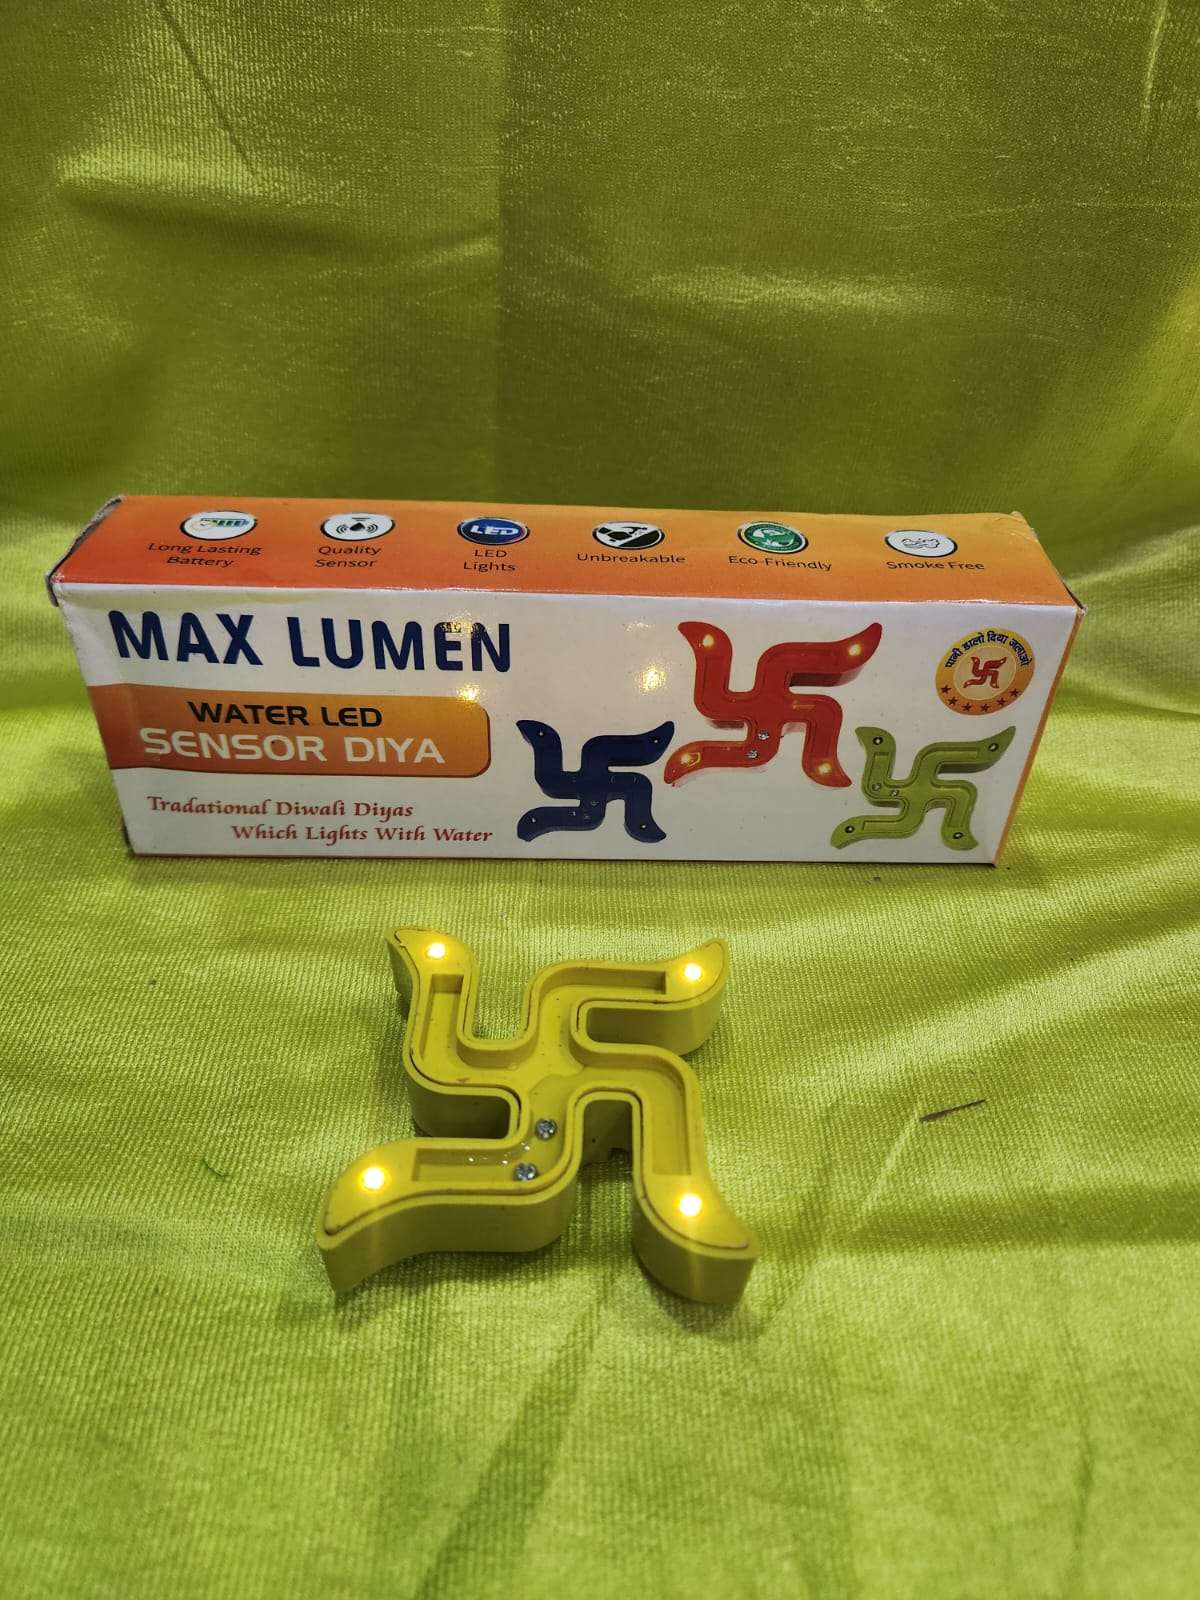 Long Lasting
Battery
Quality
Sensor
LED
LED
Lights
Unbreakable
Eco-Friendly
Smoke Free
MAX LUMEN
WATER LED
SENSOR DIYA
Tradational Diwali Diyas
Which Lights With Water
पानी डालो दिया जलाओ